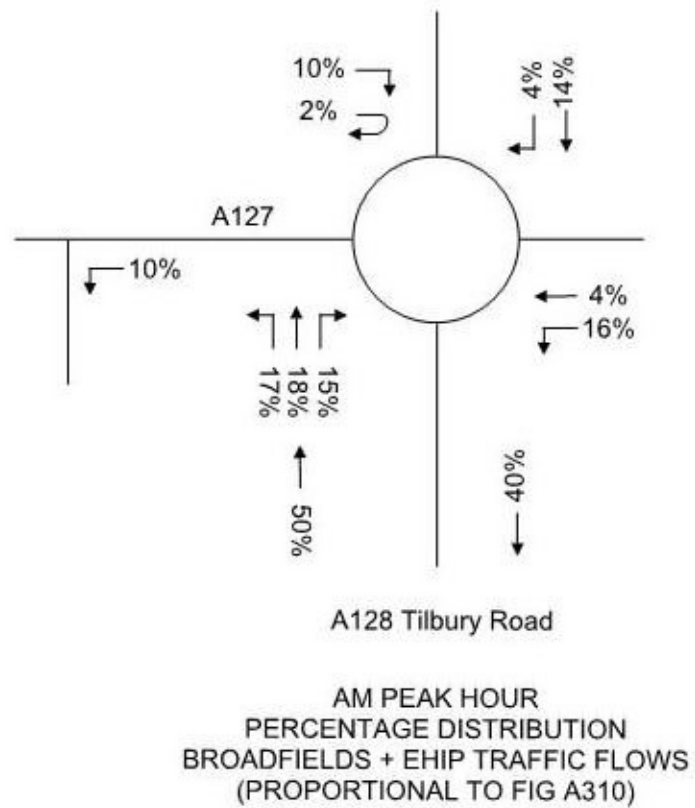 10%
2%
4%
14%
A127
10%
4%
16%
17%
18%
15%
50%
40%
A128 Tilbury Road
AM PEAK HOUR
PERCENTAGE DISTRIBUTION
BROADFIELDS + EHIP TRAFFIC FLOWS
(PROPORTIONAL TO FIG A310)